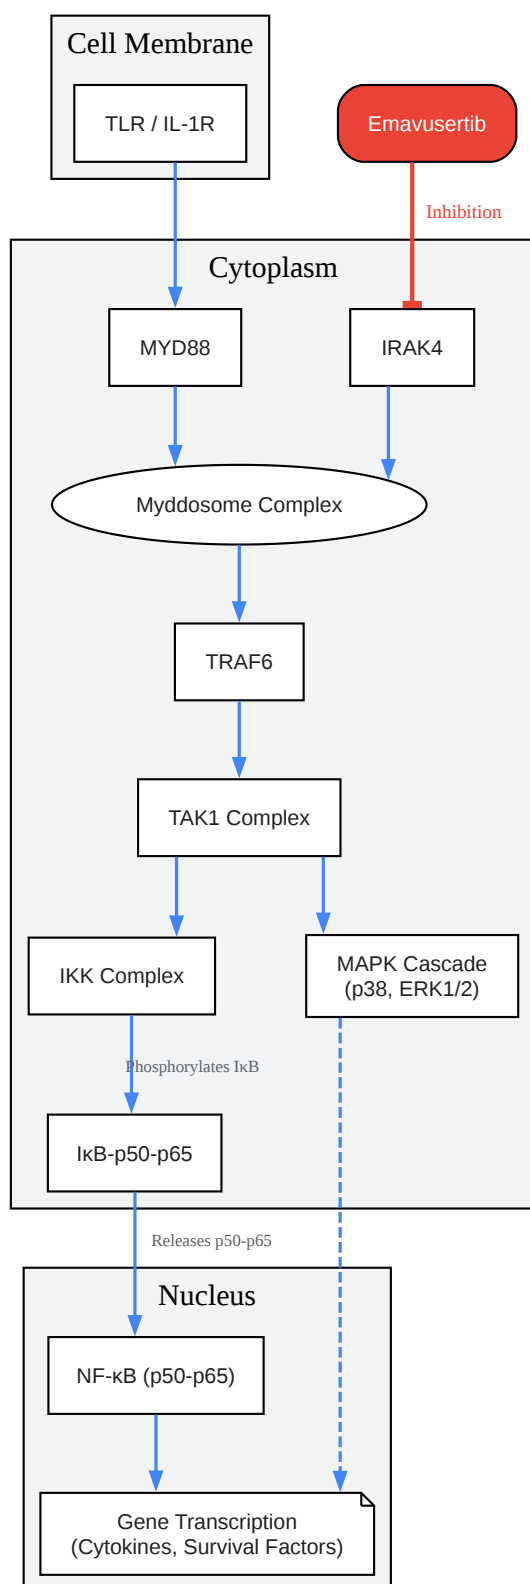 Cell Membrane
TLR / IL-1R
Emavusertib
Inhibition
Cytoplasm
MYD88
IRAK4
Myddosome Complex
TRAF6
TAK1 Complex
IKK Complex
MAPK Cascade
(p38, ERK1/2)
Phosphorylates IκB
IκB-p50-p65
Releases p50-p65
Nucleus
NF-κB (p50-p65)
Gene Transcription
(Cytokines, Survival Factors)